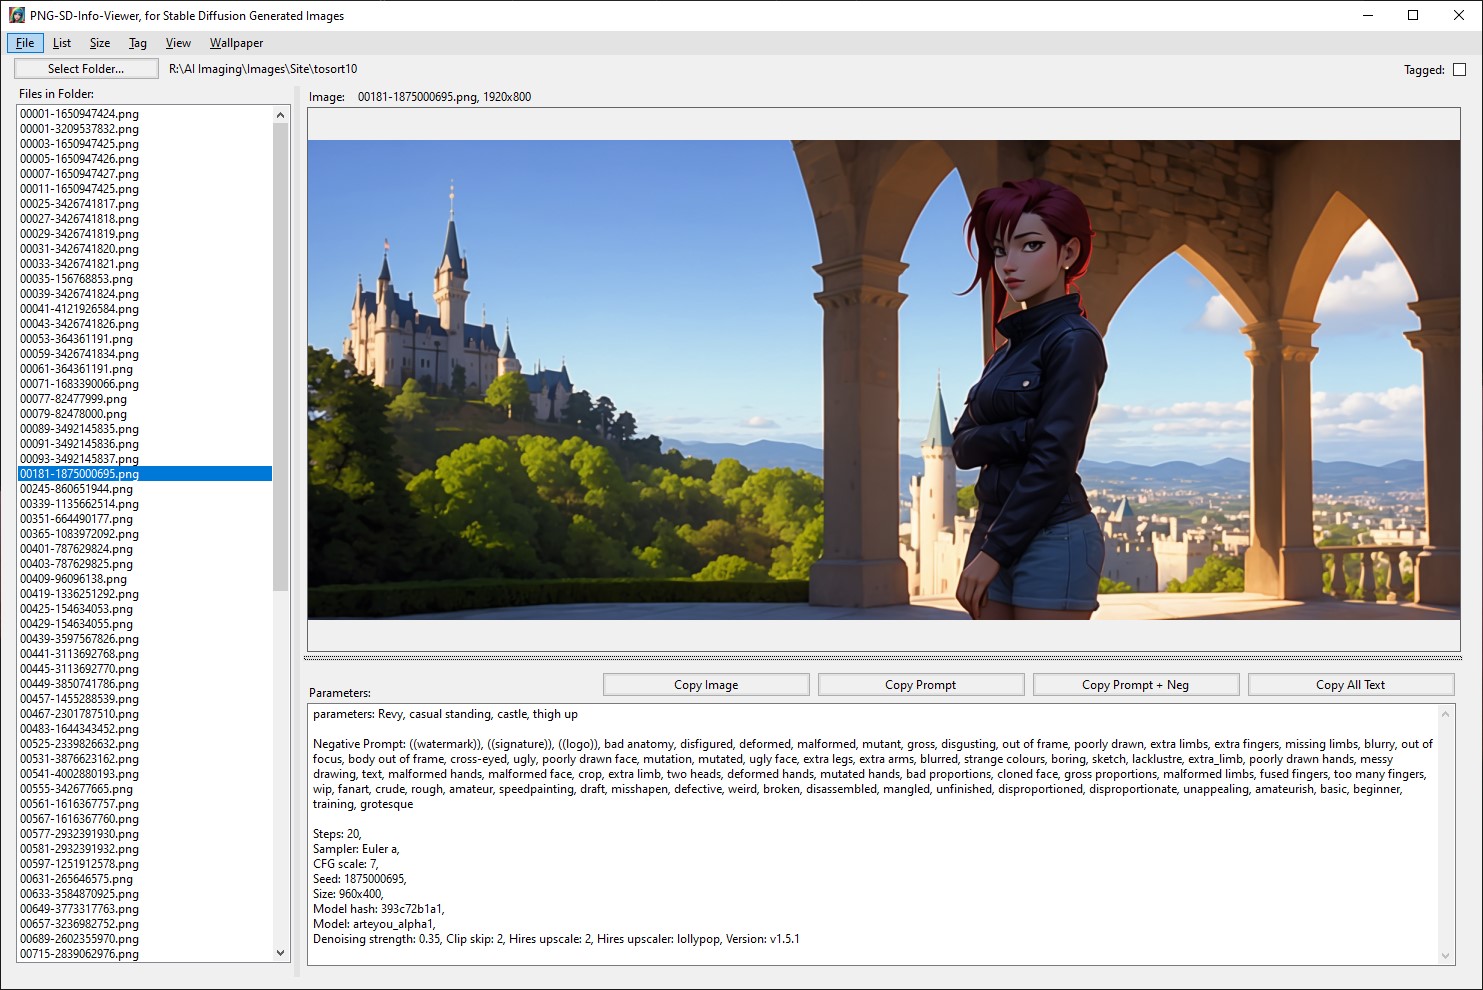 PNG-SD-Info-Viewer, for Stable Diffusion Generated Images
File List Size Tag View Wallpaper
Select Folder... R:\AI Imaging\Images\Site\tosort10 Tagged:
Files in Folder:
00001-1650947424.png
00001-3209537832.png
00003-1650947425.png
00005-1650947426.png
00007-1650947427.png
00011-1650947425.png
00025-3426741817.png
00027-3426741818.png
00029-3426741819.png
00031-3426741820.png
00033-3426741821.png
00035-156768853.png
00039-3426741824.png
00041-4121926584.png
00043-3426741826.png
00053-364361191.png
00059-3426741834.png
00061-364361191.png
00071-1683390066.png
00077-82477999.png
00079-82478000.png
00089-3492145835.png
00091-3492145836.png
00093-3492145837.png
00181-1875000695.png
00245-860651944.png
00339-1135662514.png
00351-664490177.png
00365-1083972092.png
00401-787629824.png
00403-787629825.png
00409-96096138.png
00419-1336251292.png
00425-154634053.png
00429-154634055.png
00439-3597567826.png
00441-3113692768.png
00445-3113692770.png
00449-3850741786.png
00457-1455288539.png
00467-2301787510.png
00483-1644343452.png
00525-2339826632.png
00531-3876623162.png
00541-4002880193.png
00555-342677665.png
00561-1616367757.png
00567-1616367760.png
00577-2932391930.png
00581-2932391932.png
00597-1251912578.png
00631-265646575.png
00633-3584870925.png
00649-3773317763.png
00657-3236982752.png
00689-2602355970.png
00715-2839062976.png
Image: 00181-1875000695.png, 1920x800
Parameters:
Copy Image Copy Prompt Copy Prompt + Neg Copy All Text
parameters: Revy, casual standing, castle, thigh up
Negative Prompt: ((watermark)), ((signature)), ((logo)), bad anatomy, disfigured, deformed, malformed, mutant, gross, disgusting, out of frame, poorly drawn, extra limbs, extra fingers, missing limbs, blurry, out of
focus, body out of frame, cross-eyed, ugly, poorly drawn face, mutation, mutated, ugly face, extra legs, extra arms, blurred, strange colours, boring, sketch, lacklustre, extra_limb, poorly drawn hands, messy
drawing, text, malformed hands, malformed face, crop, extra limb, two heads, deformed hands, mutated hands, bad proportions, cloned face, gross proportions, malformed limbs, fused fingers, too many fingers,
wip, fanart, crude, rough, amateur, speedpainting, draft, misshapen, defective, weird, broken, disassembled, mangled, unfinished, disproportioned, disproportionate, unappealing, amateurish, basic, beginner,
training, grotesque
Steps: 20,
Sampler: Euler a,
CFG scale: 7,
Seed: 1875000695,
Size: 960x400,
Model hash: 393c72b1a1,
Model: arteyou_alpha1,
Denoising strength: 0.35, Clip skip: 2, Hires upscale: 2, Hires upscaler: lollypop, Version: v1.5.1